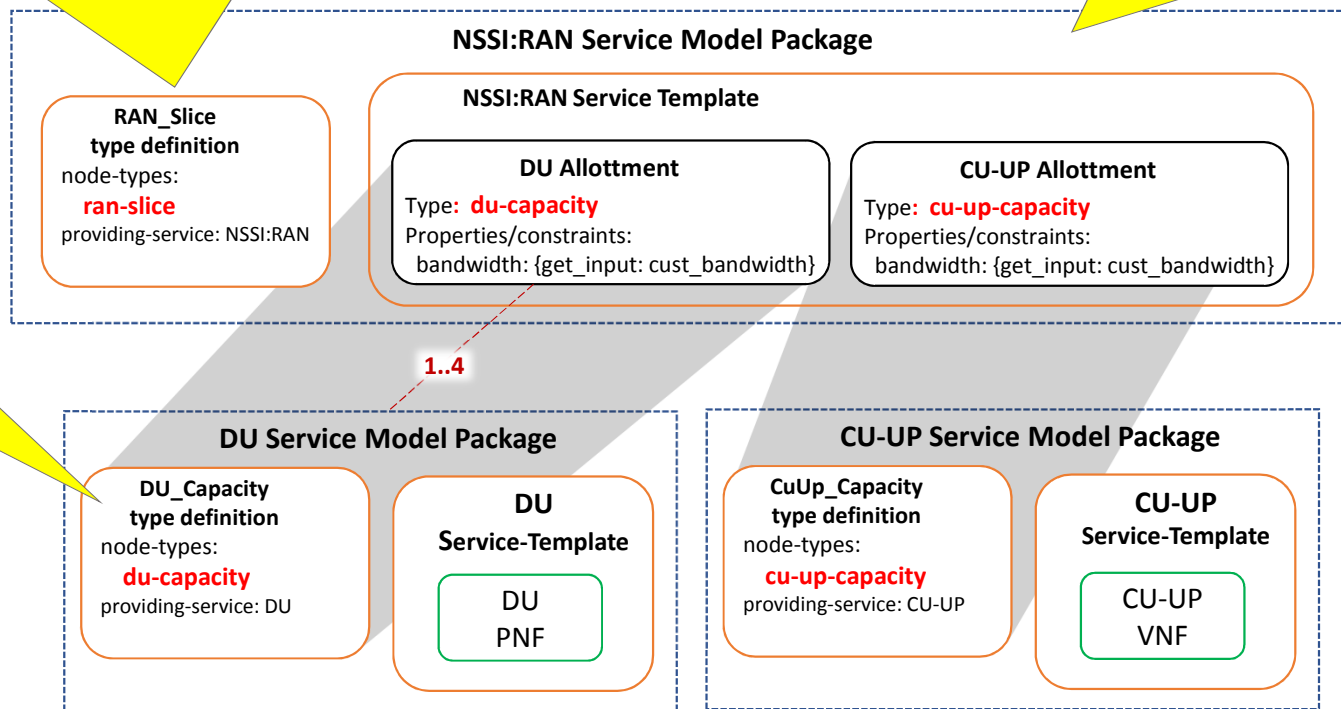 NSSI:RAN Service Model Package
RAN_Slice
type definition
node-types:
ran-slice
providing-service: NSSI:RAN
NSSI:RAN Service Template
DU Allottment
Type: du-capacity
Properties/constraints:
bandwidth: {get_input: cust_bandwidth}
CU-UP Allottment
Type: cu-up-capacity
Properties/constraints:
bandwidth: {get_input: cust_bandwidth}
1..4
DU Service Model Package
DU_Capacity
type definition
node-types:
du-capacity
providing-service: DU
DU
Service-Template
DU
PNF
CU-UP Service Model Package
CuUp_Capacity
type definition
node-types:
cu-up-capacity
providing-service: CU-UP
CU-UP
Service-Template
CU-UP
VNF